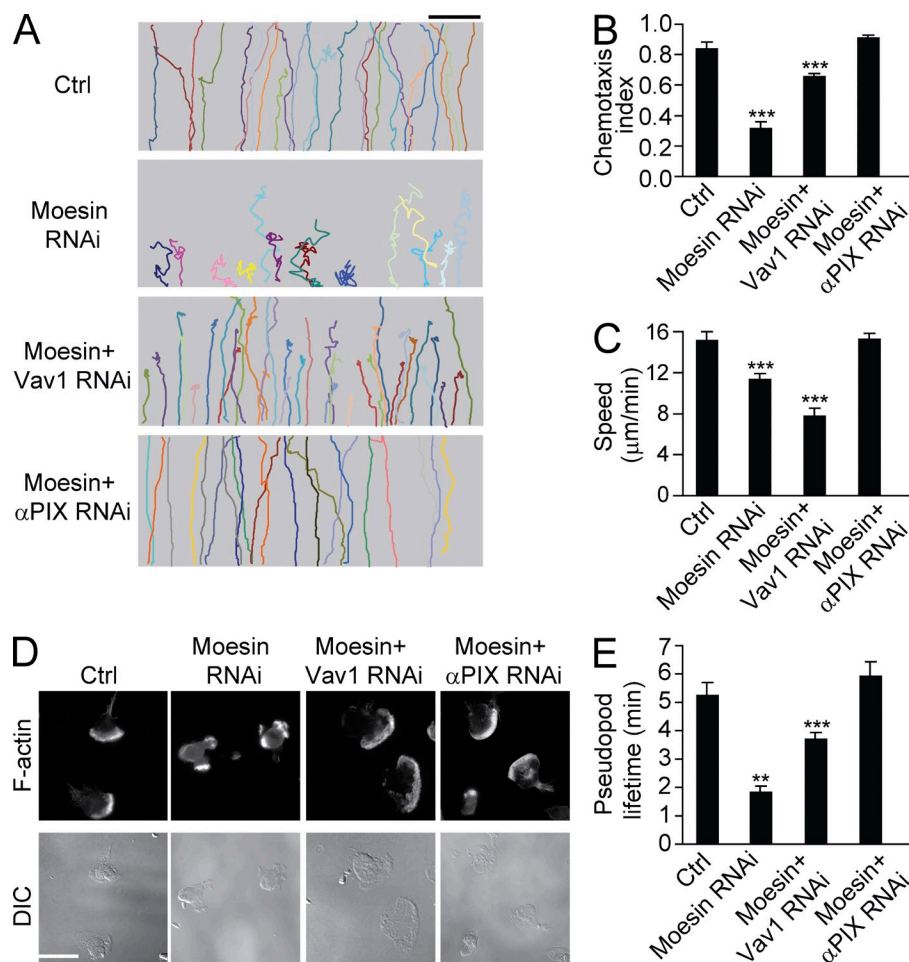 A
Ctrl
Moesin
RNAi
Moesin+
Vav1 RNAi
Moesin+
αPIX RNAi
B
Chemotaxis
index
1.0
0.8
0.6
0.4
0.2
0.0
***
***
Ctrl
Moesin RNAi
Moesin+
Vav1 RNAi
Moesin+
αPIX RNAi
C
Speed
(μm/min)
16
12
8
4
0
***
***
Ctrl
Moesin RNAi
Moesin+
Vav1 RNAi
Moesin+
αPIX RNAi
D
Ctrl
Moesin
RNAi
Moesin+
Vav1 RNAi
Moesin+
αPIX RNAi
F-actin
DIC
E
Pseudopod
lifetime (min)
7
6
5
4
3
2
1
0
**
***
Ctrl
Moesin RNAi
Moesin+
Vav1 RNAi
Moesin+
αPIX RNAi